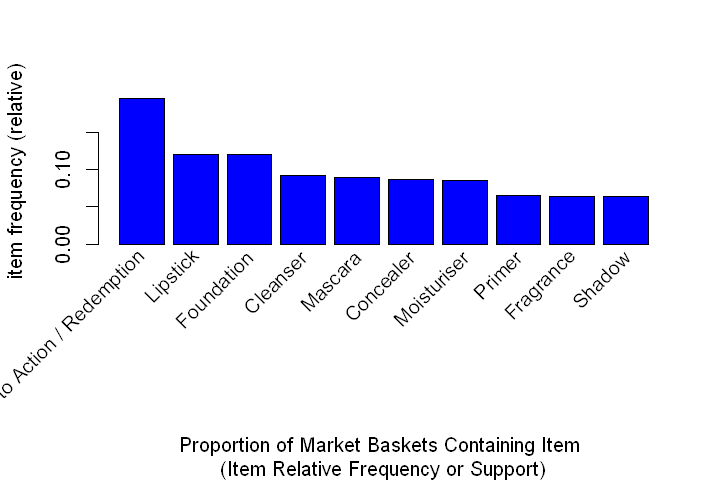 item frequency (relative)
0.10
0.00
to Action / Redemption
Lipstick
Foundation
Cleanser
Mascara
Concealer
Moisturiser
Primer
Fragrance
Shadow
Proportion of Market Baskets Containing Item
(Item Relative Frequency or Support)